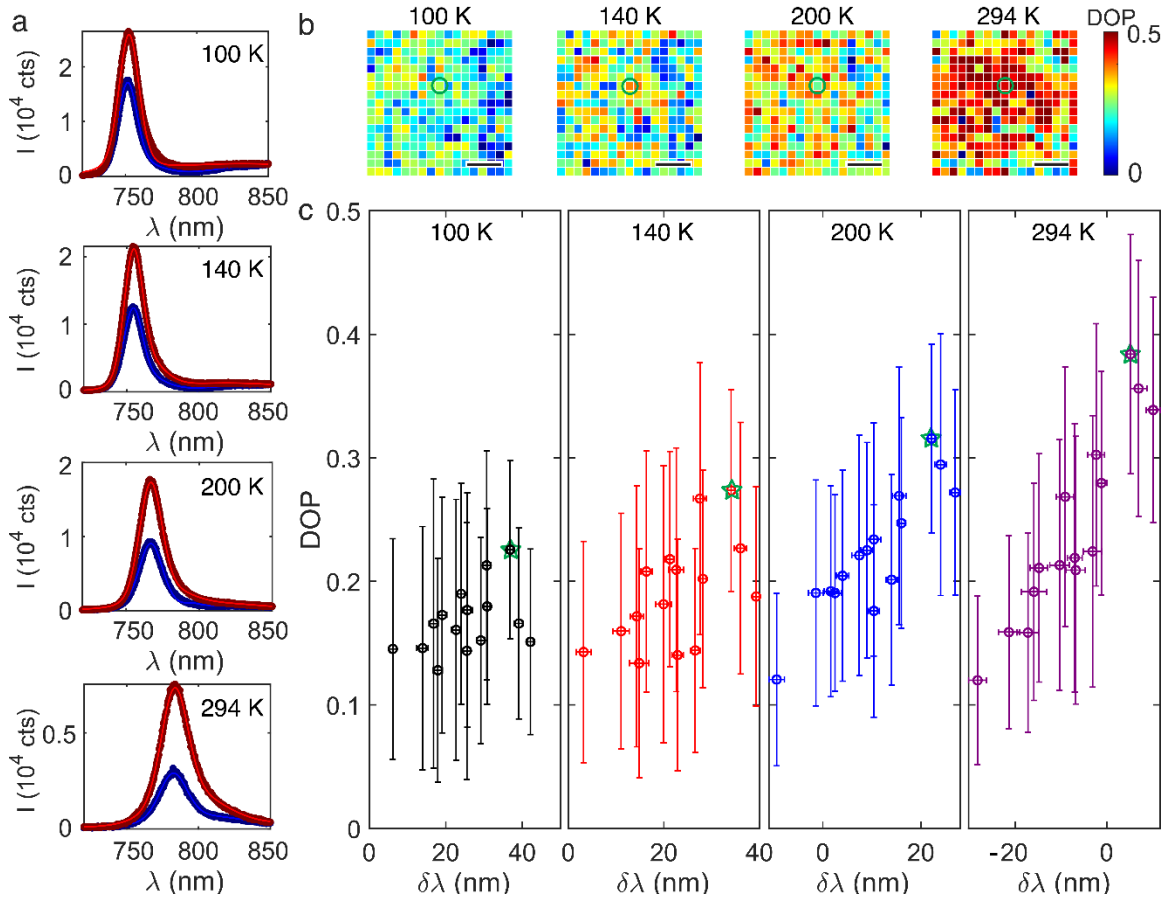 a
100 K
2
1
0
I (10⁴ cts)
750 800 850
λ (nm)
140 K
2
1
0
I (10⁴ cts)
750 800 850
λ (nm)
200 K
2
1
0
I (10⁴ cts)
750 800 850
λ (nm)
294 K
0.5
0
I (10⁴ cts)
750 800 850
λ (nm)
b
100 K 140 K 200 K 294 K
DOP
0.5
0
c
100 K 140 K 200 K 294 K
0.5
0.4
0.3
0.2
0.1
0
DOP
0 20 40
δλ (nm)
0 20 40
δλ (nm)
0 20
δλ (nm)
-20 0
δλ (nm)